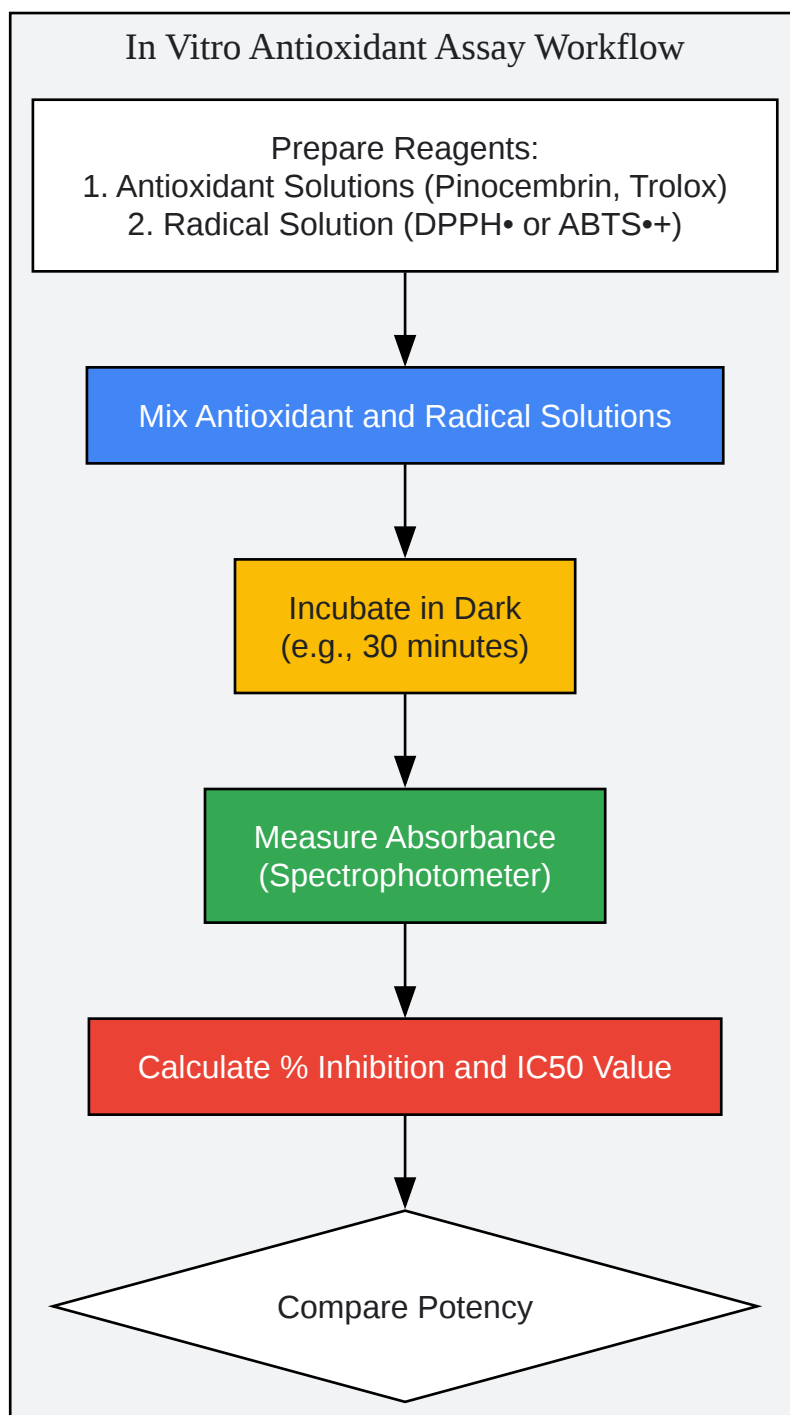 In Vitro Antioxidant Assay Workflow
Prepare Reagents:
1. Antioxidant Solutions (Pinocembrin, Trolox)
2. Radical Solution (DPPH• or ABTS•+)
Mix Antioxidant and Radical Solutions
Incubate in Dark
(e.g., 30 minutes)
Measure Absorbance
(Spectrophotometer)
Calculate % Inhibition and IC50 Value
Compare Potency